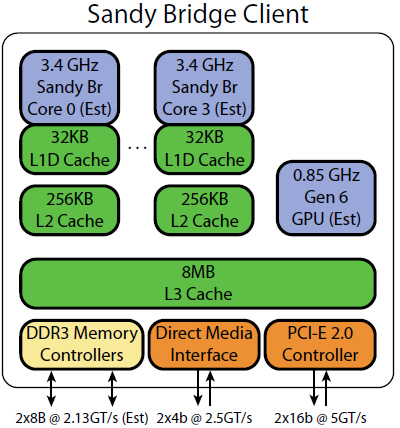 Sandy Bridge Client
3.4 GHz
Sandy Br
Core 0 (Est)
32KB
L1D Cache
256KB
L2 Cache
. . .
3.4 GHz
Sandy Br
Core 3 (Est)
32KB
L1D Cache
256KB
L2 Cache
0.85 GHz
Gen 6
GPU (Est)
8MB
L3 Cache
DDR3 Memory
Controllers
Direct Media
Interface
PCI-E 2.0
Controller
2x8B @ 2.13GT/s (Est)
2x4b @ 2.5GT/s
2x16b @ 5GT/s